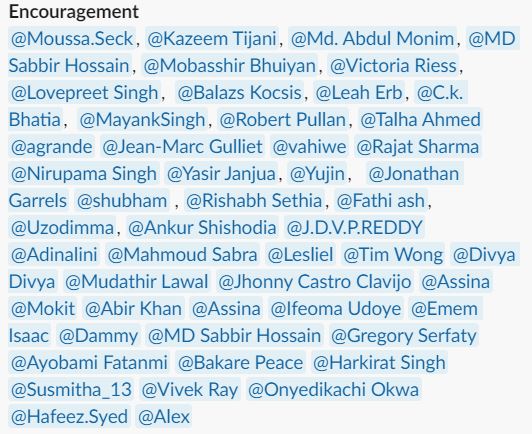 Encouragement
@Moussa.Seck, @Kazeem Tijani, @Md. Abdul Monim, @MD
Sabbir Hossain, @Mobasshir Bhuiyan, @Victoria Riess,
@Lovepreet Singh, @Balazs Kocsis, @Leah Erb, @C.k.
Bhatia, @MayankSingh, @Robert Pullan, @Talha Ahmed
@agrande @Jean-Marc Gulliet @vahiwe @Rajat Sharma
@Nirupama Singh @Yasir Janjua, @Yujin, @Jonathan
Garrels @shubham , @Rishabh Sethia, @Fathi ash,
@Uzodimma, @Ankur Shishodia @J.D.V.P.REDDY
@Adinalini @Mahmoud Sabra @Lesliel @Tim Wong @Divya
Divya @Mudathir Lawal @Jhonny Castro Clavijo @Assina
@Mokit @Abir Khan @Assina @Ifeoma Udoye @Emem
Isaac @Dammy @MD Sabbir Hossain @Gregory Serfaty
@Ayobami Fatanmi @Bakare Peace @Harkirat Singh
@Susmitha_13 @Vivek Ray @Onyedikachi Okwa
@Hafeez.Syed @Alex